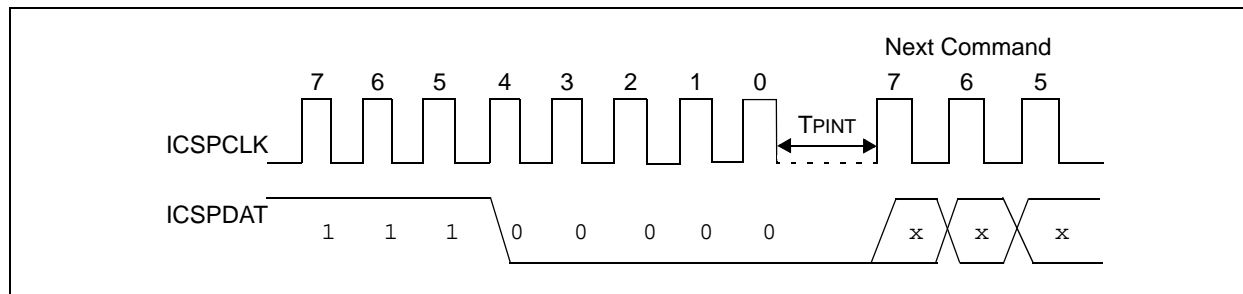 Next Command
7 6 5 4 3 2 1 0 7 6 5
TPINT
ICSPCLK
ICSPDAT
1 1 1 0 0 0 0 0 x x x